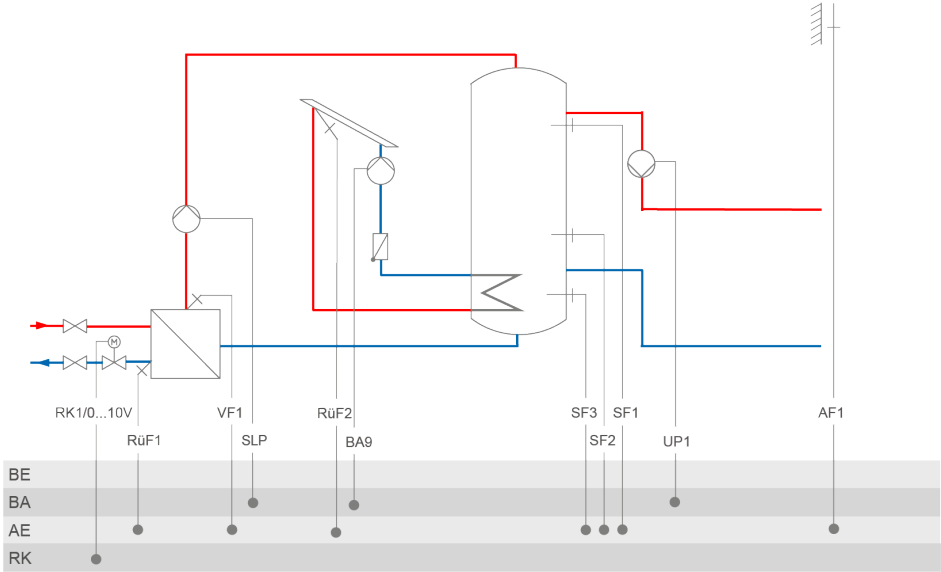 M
RK1/0...10V VF1 RüF2 SF3 SF1 AF1
RüF1 SLP BA9 SF2 UP1
BE
BA
AE
RK